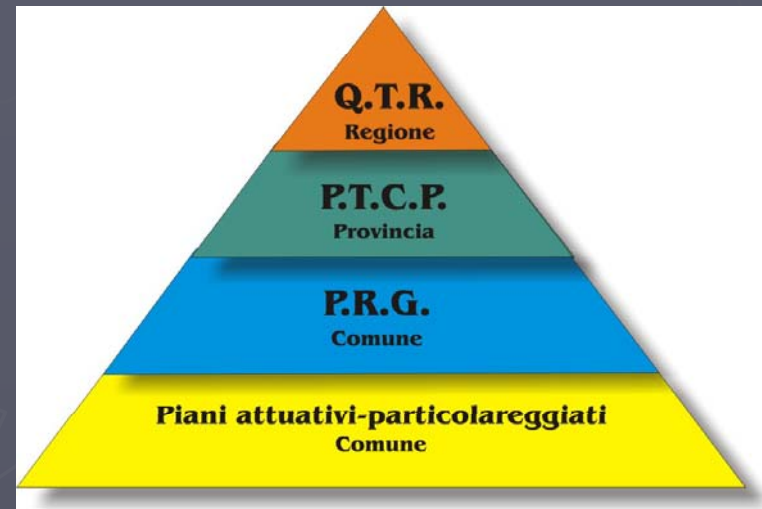 Q.T.R.
Regione
P.T.C.P.
Provincia
P.R.G.
Comune
Piani attuativi-particolareggiati
Comune